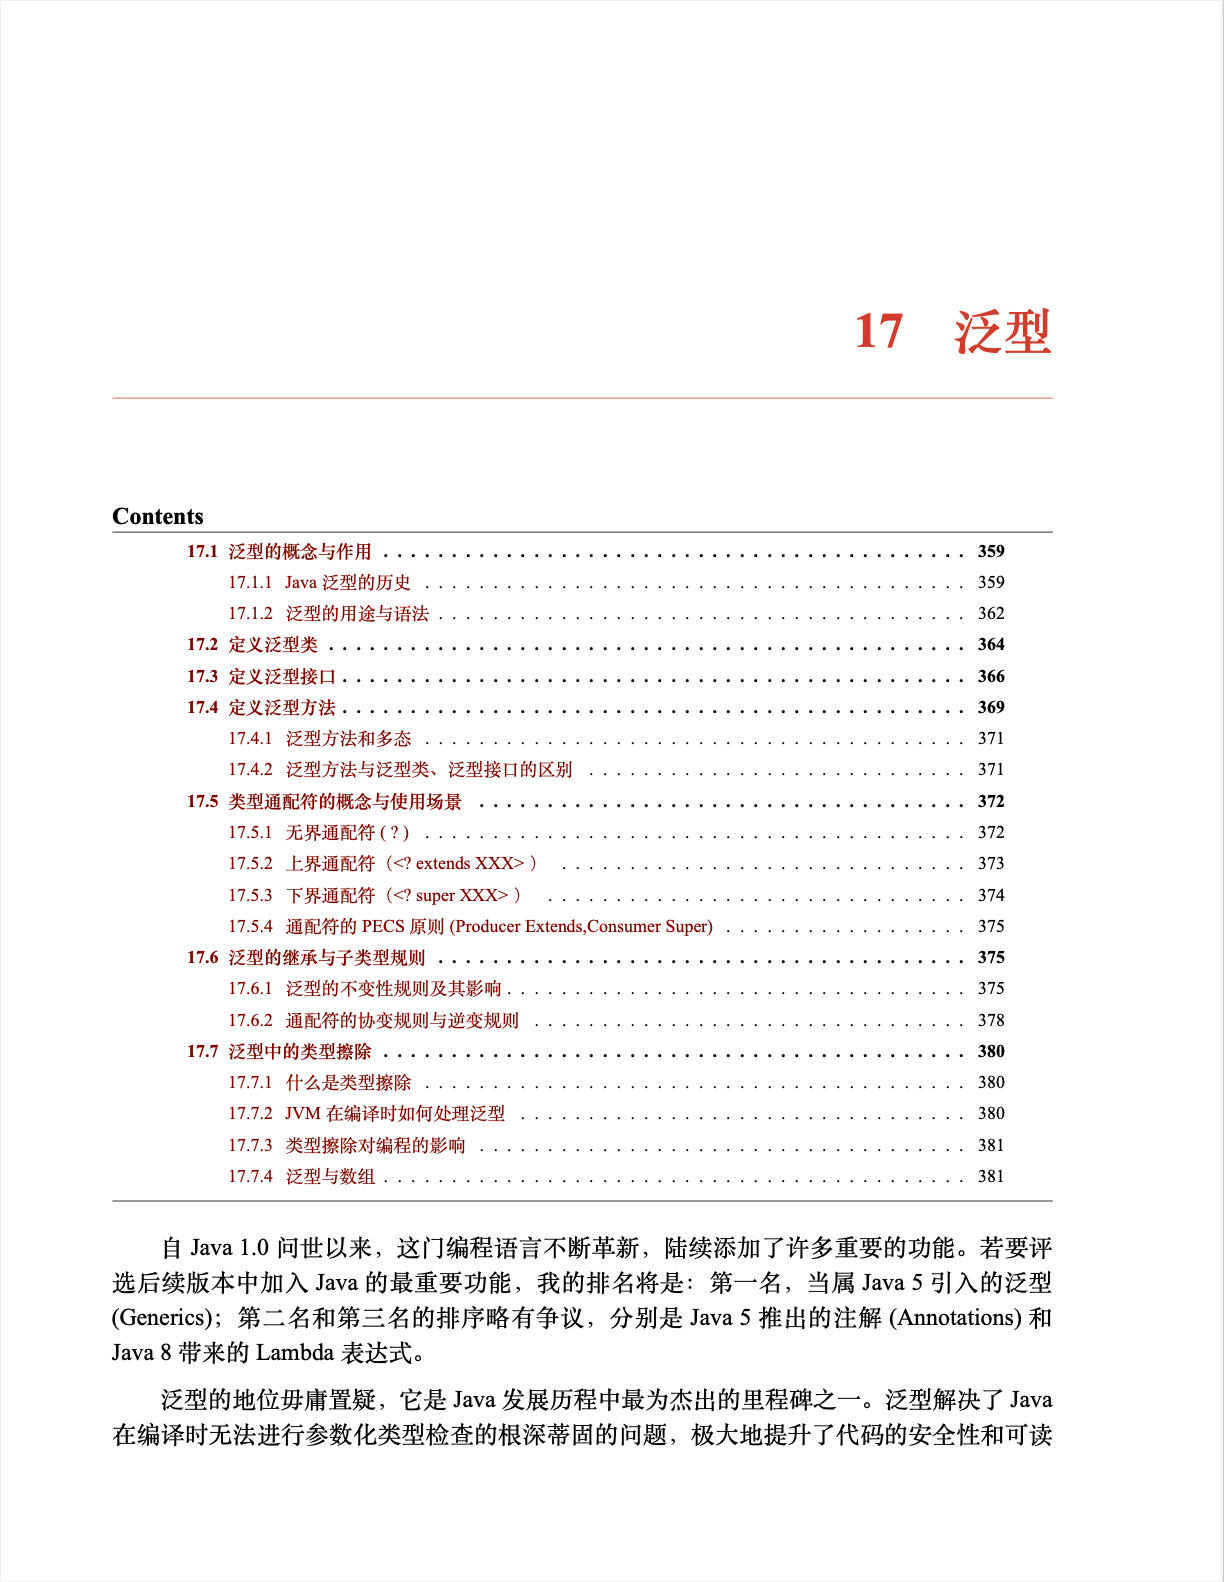 17 泛型
Contents
17.1 泛型的概念与作用 . . . . . . . . . . . . . . . . . . . . . . . . . . . . . . . . . . . . . . . . . . . 359
17.1.1 Java 泛型的历史 . . . . . . . . . . . . . . . . . . . . . . . . . . . . . . . . . . . . . . . . 359
17.1.2 泛型的用途与语法 . . . . . . . . . . . . . . . . . . . . . . . . . . . . . . . . . . . . . . . 362
17.2 定义泛型类 . . . . . . . . . . . . . . . . . . . . . . . . . . . . . . . . . . . . . . . . . . . . . . . 364
17.3 定义泛型接口 . . . . . . . . . . . . . . . . . . . . . . . . . . . . . . . . . . . . . . . . . . . . . . 366
17.4 定义泛型方法 . . . . . . . . . . . . . . . . . . . . . . . . . . . . . . . . . . . . . . . . . . . . . . 369
17.4.1 泛型方法和多态 . . . . . . . . . . . . . . . . . . . . . . . . . . . . . . . . . . . . . . . . 371
17.4.2 泛型方法与泛型类、泛型接口的区别 . . . . . . . . . . . . . . . . . . . . . . . . . . . . 371
17.5 类型通配符的概念与使用场景 . . . . . . . . . . . . . . . . . . . . . . . . . . . . . . . . . . . . 372
17.5.1 无界通配符 ( ? ) . . . . . . . . . . . . . . . . . . . . . . . . . . . . . . . . . . . . . . . . 372
17.5.2 上界通配符（<? extends XXX> ） . . . . . . . . . . . . . . . . . . . . . . . . . . . . . . 373
17.5.3 下界通配符（<? super XXX> ） . . . . . . . . . . . . . . . . . . . . . . . . . . . . . . . 374
17.5.4 通配符的 PECS 原则 (Producer Extends,Consumer Super) . . . . . . . . . . . . . . . . . . 375
17.6 泛型的继承与子类型规则 . . . . . . . . . . . . . . . . . . . . . . . . . . . . . . . . . . . . . . . 375
17.6.1 泛型的不变性规则及其影响 . . . . . . . . . . . . . . . . . . . . . . . . . . . . . . . . . . 375
17.6.2 通配符的协变规则与逆变规则 . . . . . . . . . . . . . . . . . . . . . . . . . . . . . . . . 378
17.7 泛型中的类型擦除 . . . . . . . . . . . . . . . . . . . . . . . . . . . . . . . . . . . . . . . . . . . 380
17.7.1 什么是类型擦除 . . . . . . . . . . . . . . . . . . . . . . . . . . . . . . . . . . . . . . . . 380
17.7.2 JVM 在编译时如何处理泛型 . . . . . . . . . . . . . . . . . . . . . . . . . . . . . . . . . 380
17.7.3 类型擦除对编程的影响 . . . . . . . . . . . . . . . . . . . . . . . . . . . . . . . . . . . . 381
17.7.4 泛型与数组 . . . . . . . . . . . . . . . . . . . . . . . . . . . . . . . . . . . . . . . . . . . 381
自 Java 1.0 问世以来，这门编程语言不断革新，陆续添加了许多重要的功能。若要评
选后续版本中加入 Java 的最重要功能，我的排名将是：第一名，当属 Java 5 引入的泛型
(Generics)；第二名和第三名的排序略有争议，分别是 Java 5 推出的注解 (Annotations) 和
Java 8 带来的 Lambda 表达式。
泛型的地位毋庸置疑，它是 Java 发展历程中最为杰出的里程碑之一。泛型解决了 Java
在编译时无法进行参数化类型检查的根深蒂固的问题，极大地提升了代码的安全性和可读